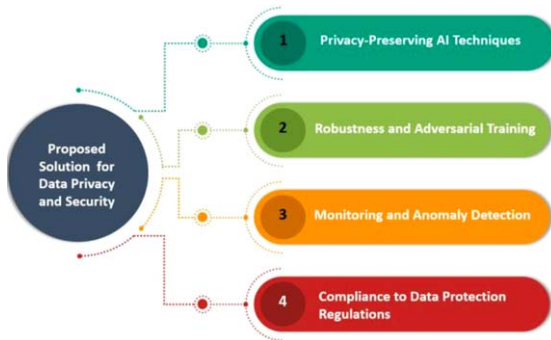 Proposed
Solution for
Data Privacy
and Security
1
Privacy-Preserving AI Techniques
2
Robustness and Adversarial Training
3
Monitoring and Anomaly Detection
4
Compliance to Data Protection
Regulations